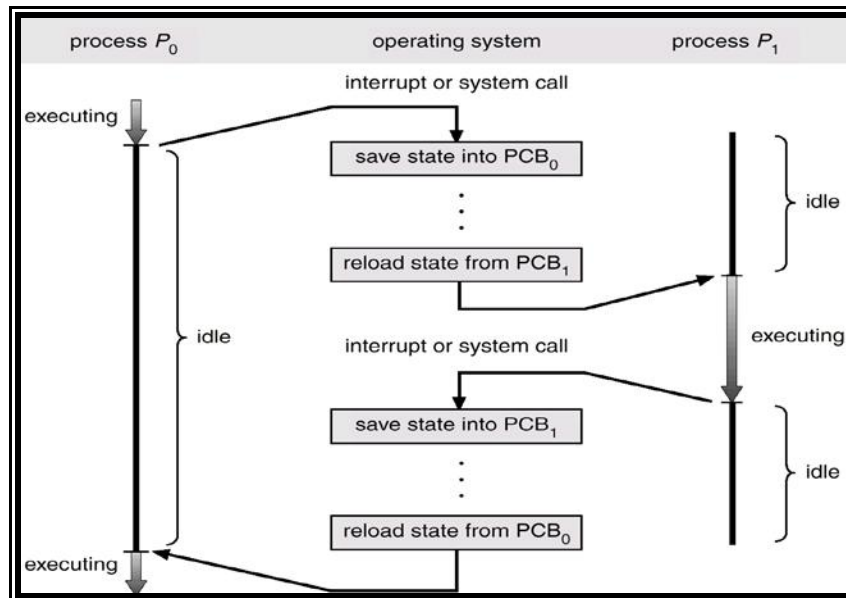 process P0 operating system process P1
interrupt or system call
executing
save state into PCB0
idle
reload state from PCB1
idle
interrupt or system call
executing
save state into PCB1
idle
reload state from PCB0
executing